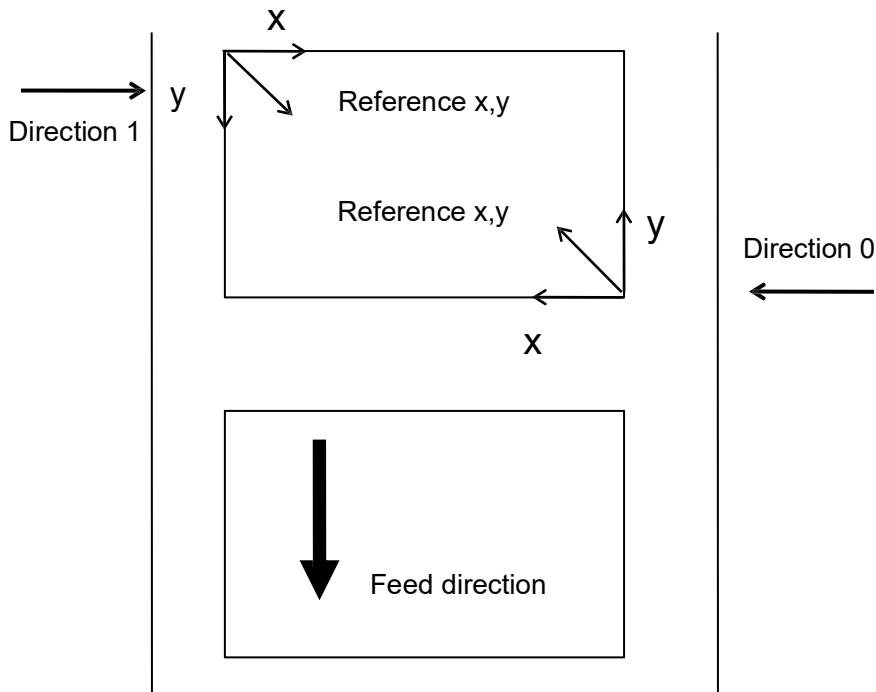 x
y
Reference x,y
Direction 1
Reference x,y
y
Direction 0
x
Feed direction